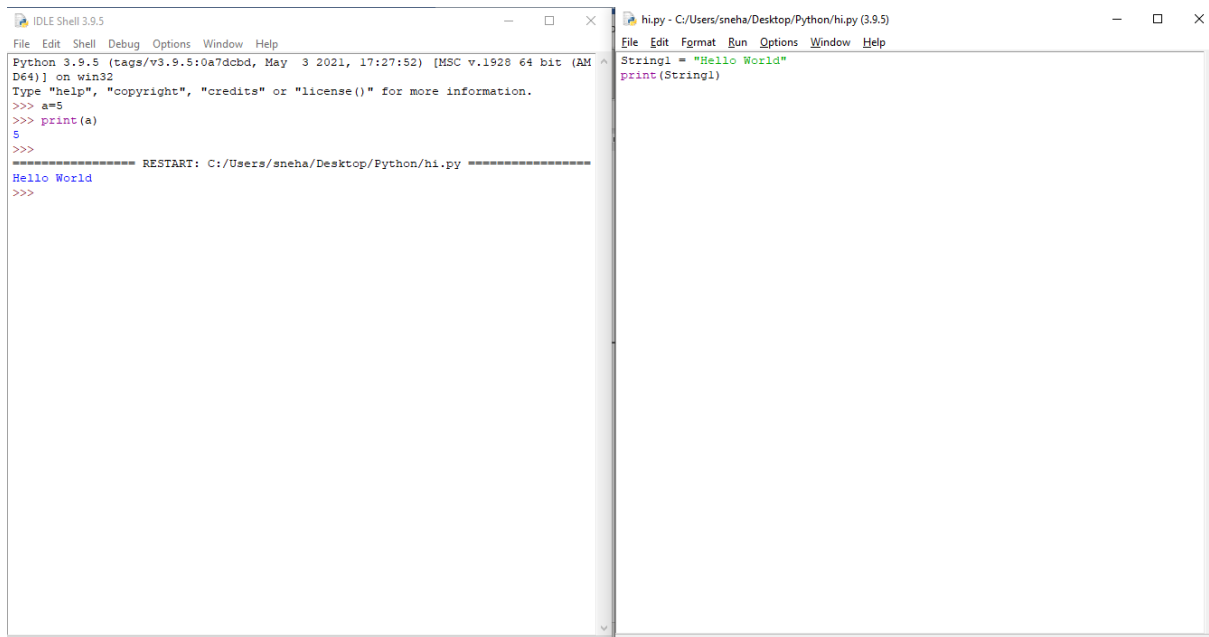 IDLE Shell 3.9.5
File Edit Shell Debug Options Window Help
Python 3.9.5 (tags/v3.9.5:0a7dcbd, May  3 2021, 17:27:52) [MSC v.1928 64 bit (AM
D64)] on win32
Type "help", "copyright", "credits" or "license()" for more information.
>>> a=5
>>> print(a)
5
>>>
================= RESTART: C:/Users/sneha/Desktop/Python/hi.py =================
Hello World
>>>
hi.py - C:/Users/sneha/Desktop/Python/hi.py (3.9.5)
File Edit Format Run Options Window Help
String1 = "Hello World"
print(String1)